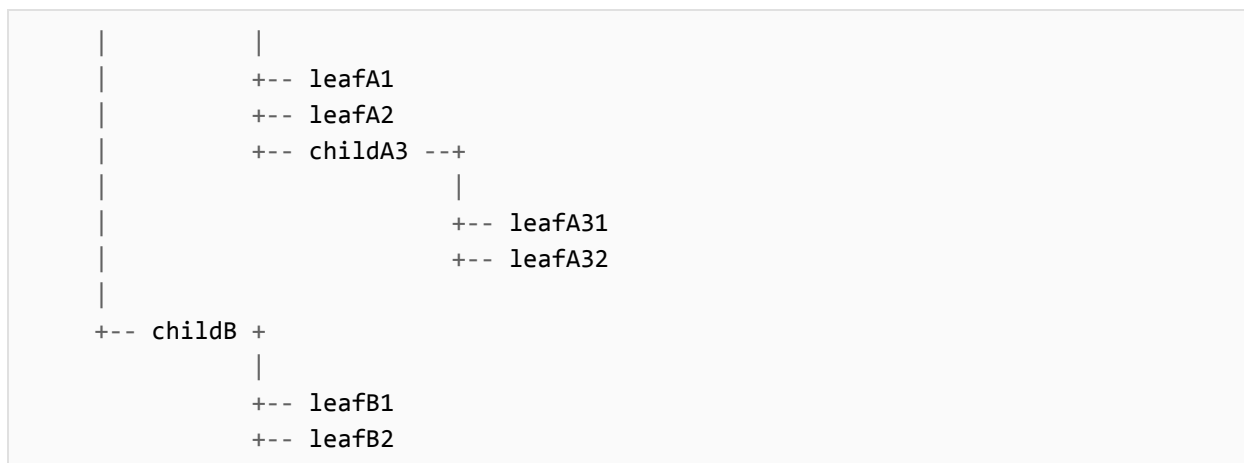 |          |
|          +-- leafA1
|          +-- leafA2
|          +-- childA3 --+
|                        |
|                        +-- leafA31
|                        +-- leafA32
|
+-- childB +
           |
           +-- leafB1
           +-- leafB2